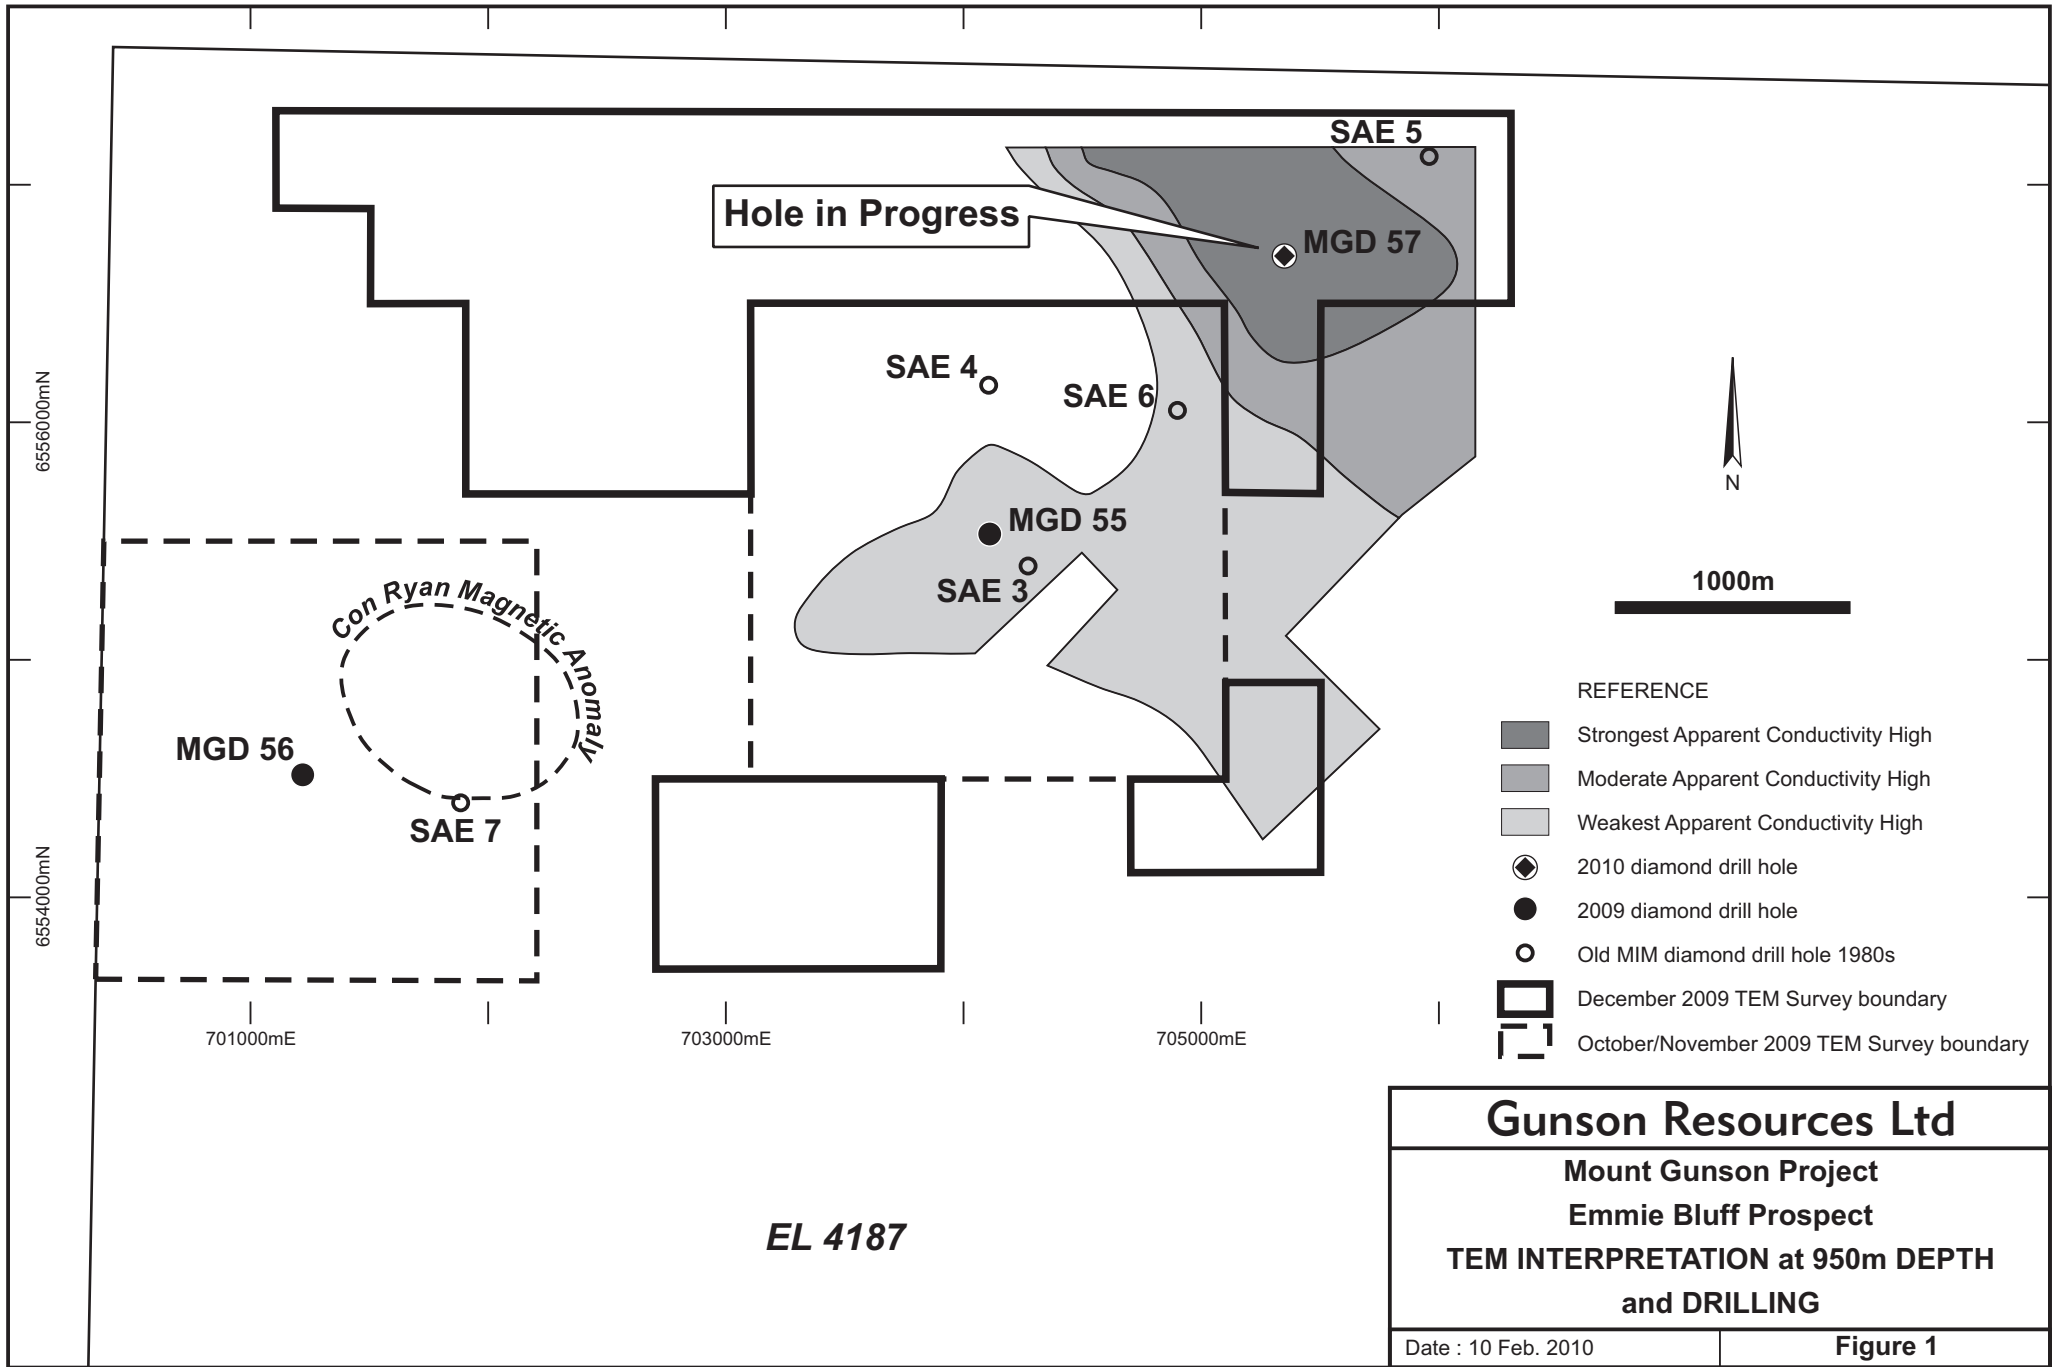 SAE 5
Hole in Progress
MGD 57
SAE 4
SAE 6
6556000mN
N
MGD 55
SAE 3
1000m
Con Ryan Magnetic Anomaly
MGD 56
SAE 7
6554000mN
701000mE
703000mE
705000mE
REFERENCE
Strongest Apparent Conductivity High
Moderate Apparent Conductivity High
Weakest Apparent Conductivity High
2010 diamond drill hole
2009 diamond drill hole
Old MIM diamond drill hole 1980s
December 2009 TEM Survey boundary
October/November 2009 TEM Survey boundary
EL 4187
Gunson Resources Ltd
Mount Gunson Project
Emmie Bluff Prospect
TEM INTERPRETATION at 950m DEPTH
and DRILLING
Date : 10 Feb. 2010
Figure 1